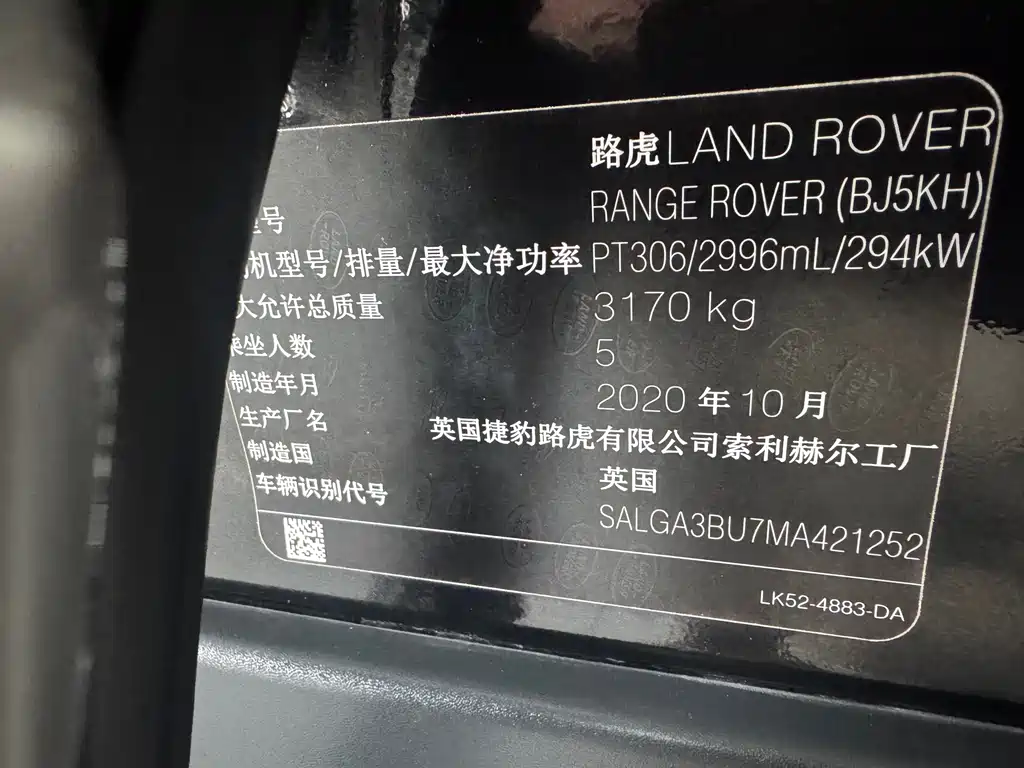 路虎LAND ROVER
号 RANGE ROVER (BJ5KH)
机型号/排量/最大净功率 PT306/2996mL/294kW
大允许总质量 3170 kg
乘坐人数 5
制造年月 2020 年 10 月
生产厂名 英国捷豹路虎有限公司索利赫尔工厂
制造国 英国
车辆识别代号 SALGA3BU7MA421252
LK52-4883-DA